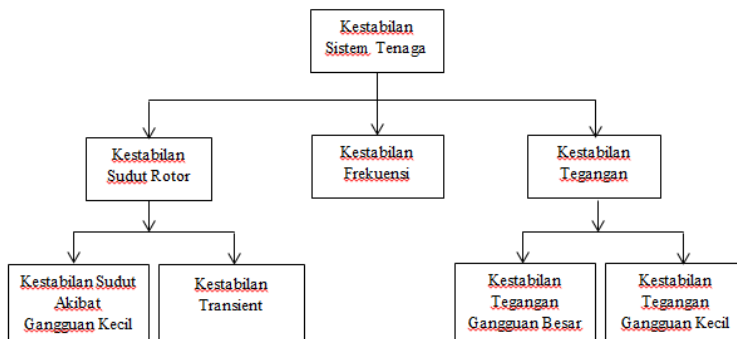 Kestabilan
Sistem Tenaga
Kestabilan
Sudut Rotor
Kestabilan
Frekuensi
Kestabilan
Tegangan
Kestabilan Sudut
Akibat
Gangguan Kecil
Kestabilan
Transient
Kestabilan
Tegangan
Gangguan Besar
Kestabilan
Tegangan
Gangguan Kecil